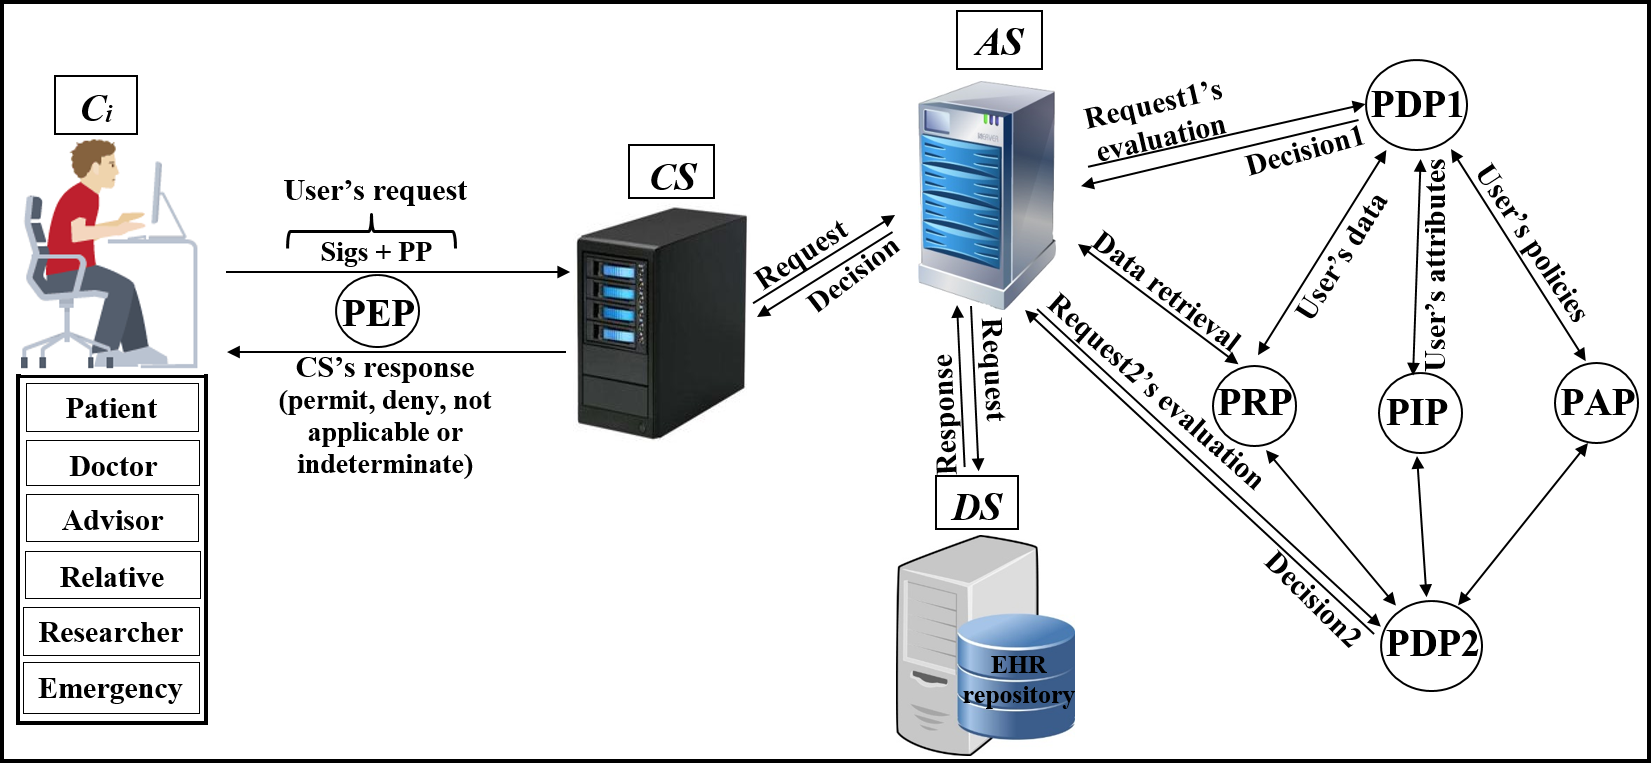 Ci
User's request
Sigs + PP
PEP
CS's response
(permit, deny, not
applicable or
indeterminate)
Patient
Doctor
Advisor
Relative
Researcher
Emergency
CS
Request
Decision
AS
Response
Request
DS
EHR
repository
Request1's
evaluation
Decision1
PDP1
User's data
User's attributes
User's policies
Data retrieval
Request2's evaluation
Decision2
PRP
PIP
PAP
PDP2